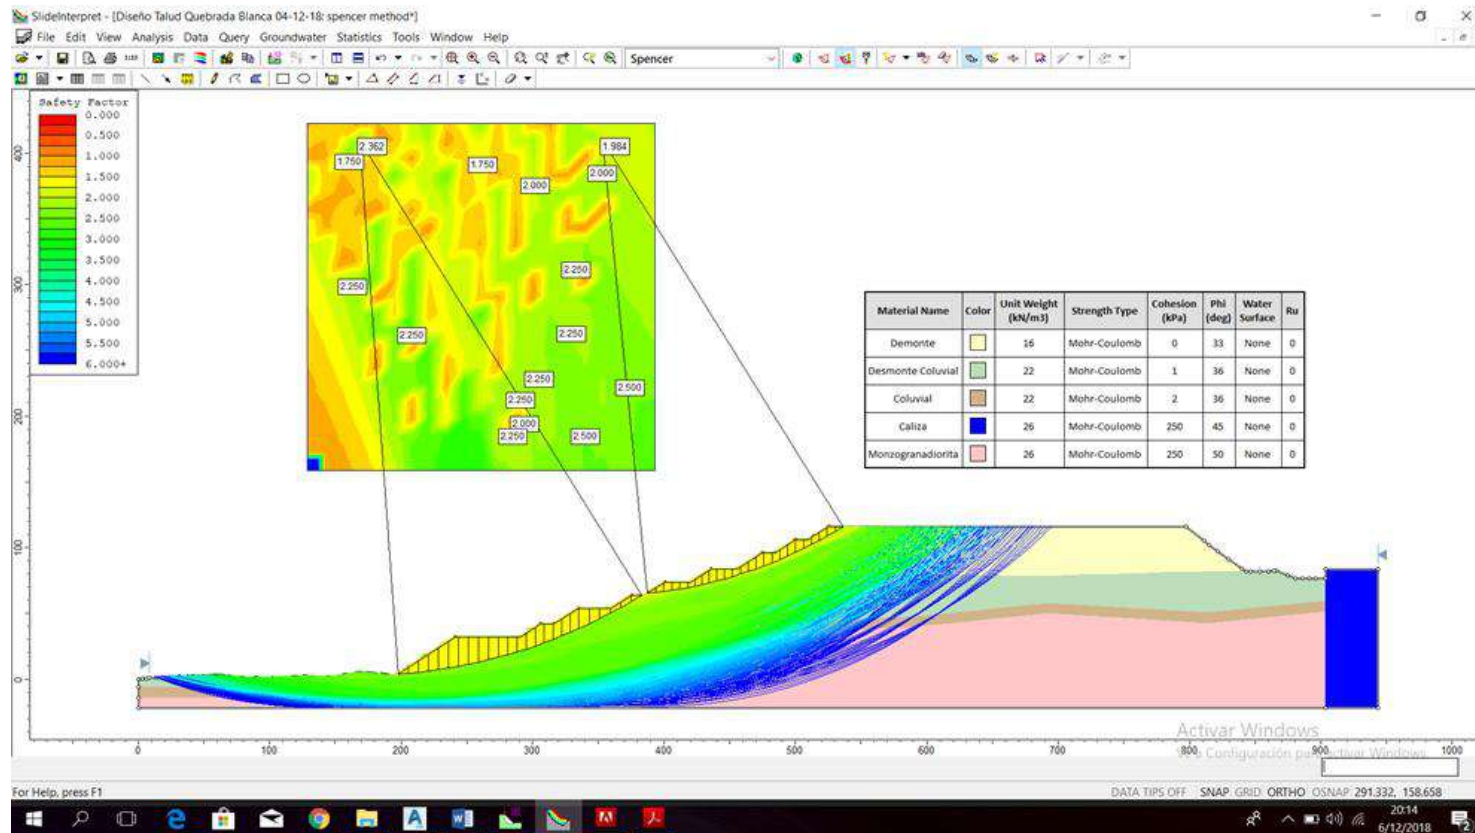 SlideInterpret - [Diseño Talud Quebrada Blanca 04-12-18: spencer method*]
File Edit View Analysis Data Query Groundwater Statistics Tools Window Help
Spencer
Safety Factor
0.000
0.500
1.000
1.500
2.000
2.500
3.000
3.500
4.000
4.500
5.000
5.500
6.000+
2.362
1.984
1.750
1.750
2.000
2.000
2.250
2.250
2.250
2.250
2.250
2.500
2.250
2.000
2.250
2.500
Material Name Color Unit Weight (kN/m3) Strength Type Cohesion (kPa) Phi (deg) Water Surface Ru
Demonte 16 Mohr-Coulomb 0 33 None 0
Desmonte Coluvial 22 Mohr-Coulomb 1 36 None 0
Coluvial 22 Mohr-Coulomb 2 36 None 0
Caliza 26 Mohr-Coulomb 250 45 None 0
Monzogranadiorita 26 Mohr-Coulomb 250 50 None 0
400
300
200
100
0
0 100 200 300 400 500 600 700 800 900 1000
Activar Windows
Configuración para activar Windows.
For Help, press F1
DATA TIPS OFF SNAP GRID ORTHO OSNAP 291.332, 158.658
20:14
6/12/2018